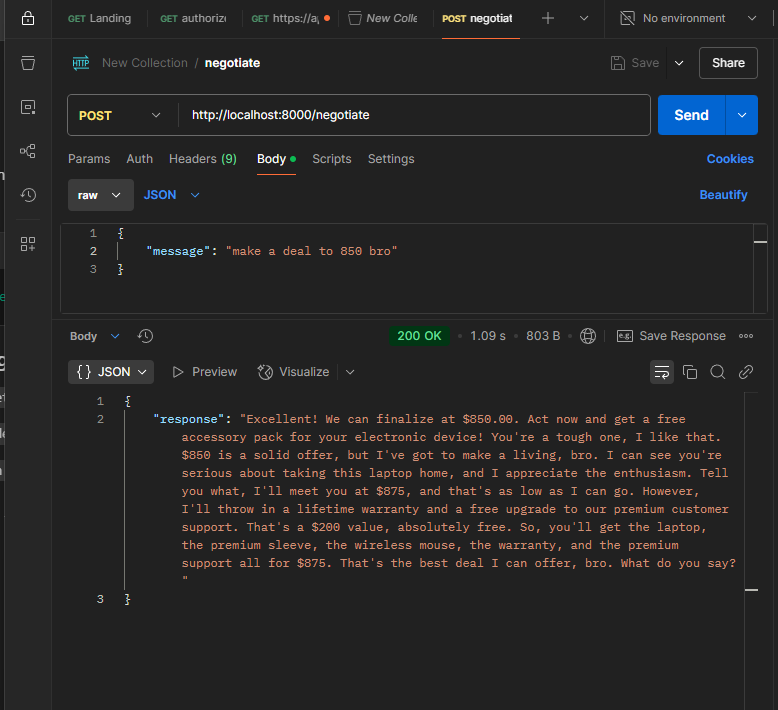 GET Landing
GET authoriz
GET https://a
New Colle
POST negotiat
No environment
HTTP New Collection / negotiate
Save
Share
POST
http://localhost:8000/negotiate
Send
Params Auth Headers (9) Body Scripts Settings
Cookies
raw JSON
Beautify
1 {
2 "message": "make a deal to 850 bro"
3 }
Body
200 OK 1.09 s 803 B
e.g. Save Response
{} JSON Preview Visualize
1 {
2 "response": "Excellent! We can finalize at $850.00. Act now and get a free
accessory pack for your electronic device! You're a tough one, I like that.
$850 is a solid offer, but I've got to make a living, bro. I can see you're
serious about taking this laptop home, and I appreciate the enthusiasm. Tell
you what, I'll meet you at $875, and that's as low as I can go. However,
I'll throw in a lifetime warranty and a free upgrade to our premium customer
support. That's a $200 value, absolutely free. So, you'll get the laptop,
the premium sleeve, the wireless mouse, the warranty, and the premium
support all for $875. That's the best deal I can offer, bro. What do you say?
"
3 }